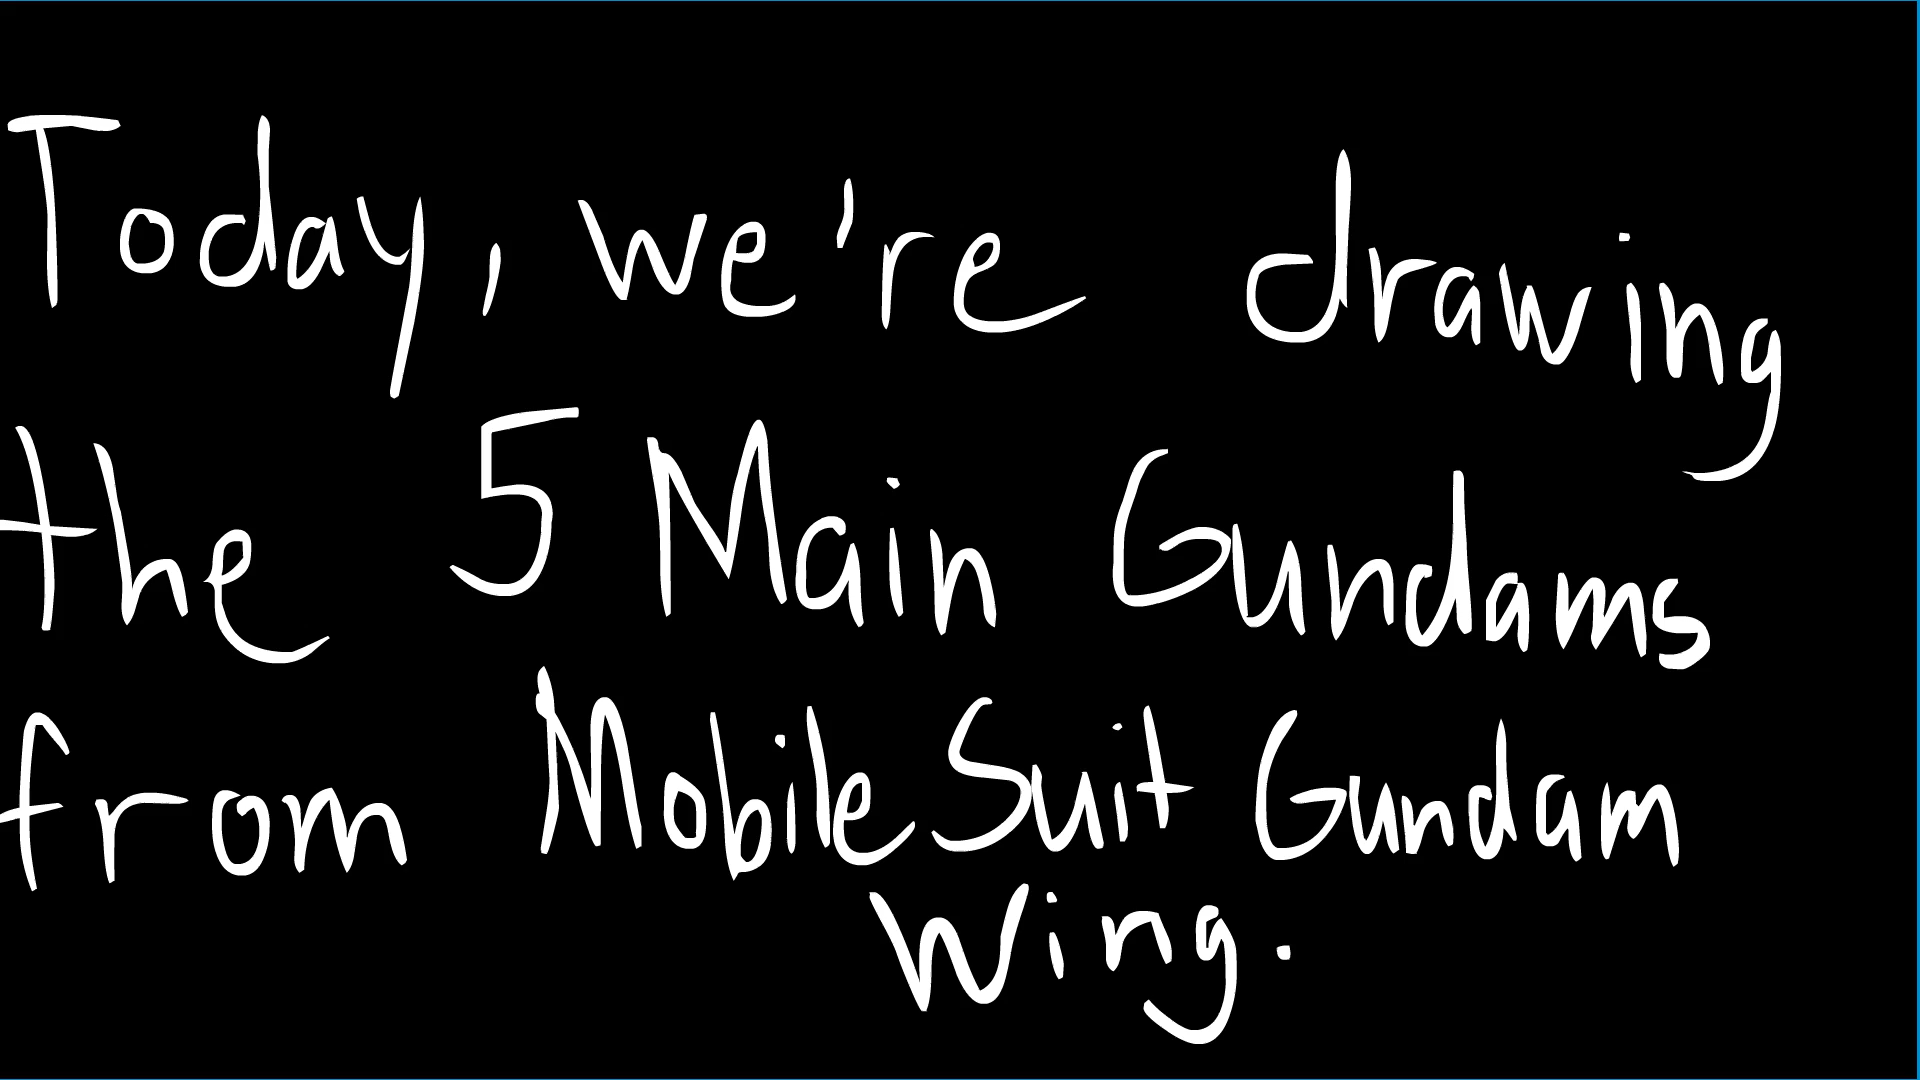 Today, we're drawing
the 5 Main Gundams
from Mobile Suit Gundam
Wing.